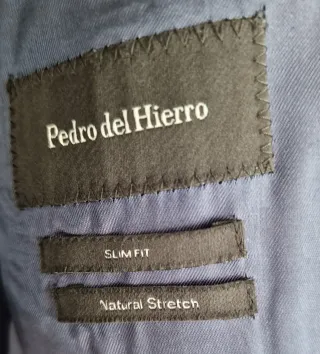 Pedro del Hierro
SLIM FIT
Natural Stretch